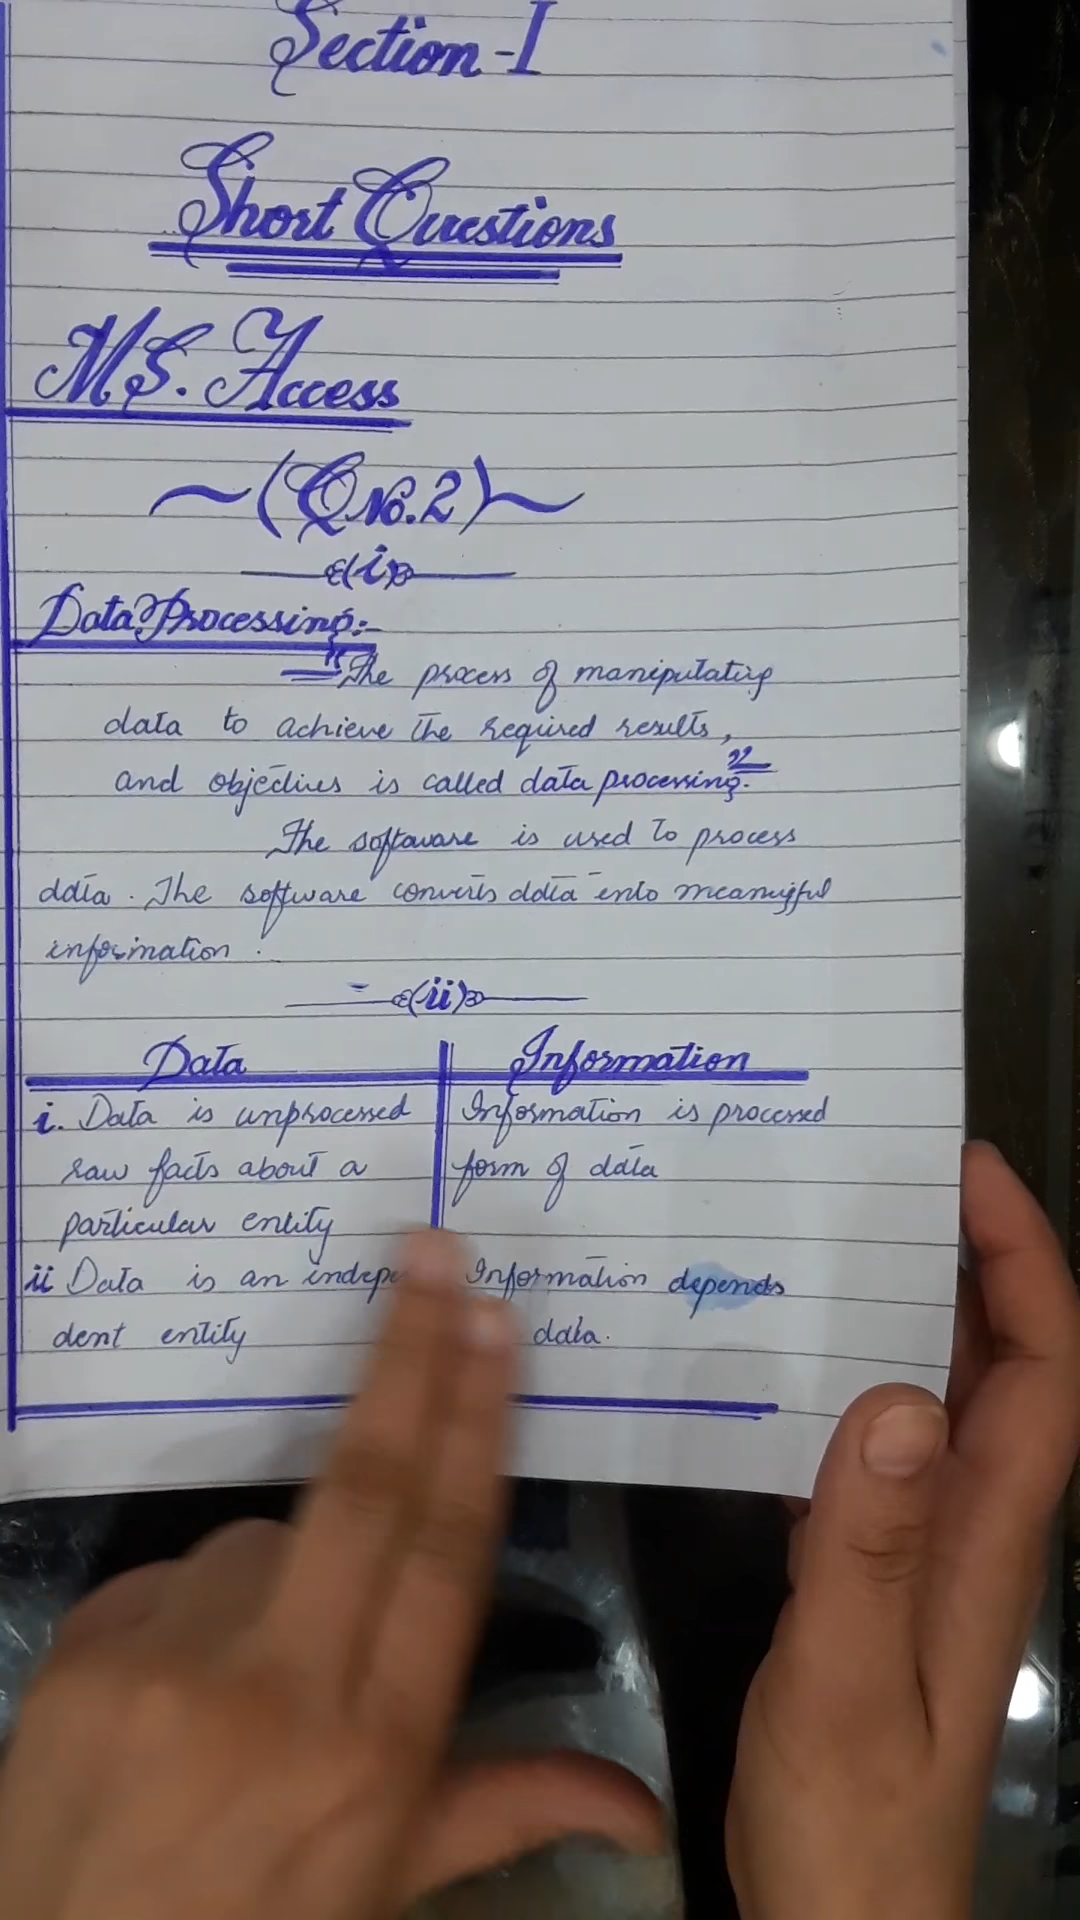 Section-I
Short Questions
MS. Access
(Q No. 2)
(i)
Data Processing:-
"The process of manipulating
data to achieve the required results,
and objectives is called data processing."
The software is used to process
data. The software converts data into meaningful
information.
(ii)
Data Information
i. Data is unprocessed Information is processed
raw facts about a form of data
particular entity
ii Data is an indepe Information depends
dent entity data.